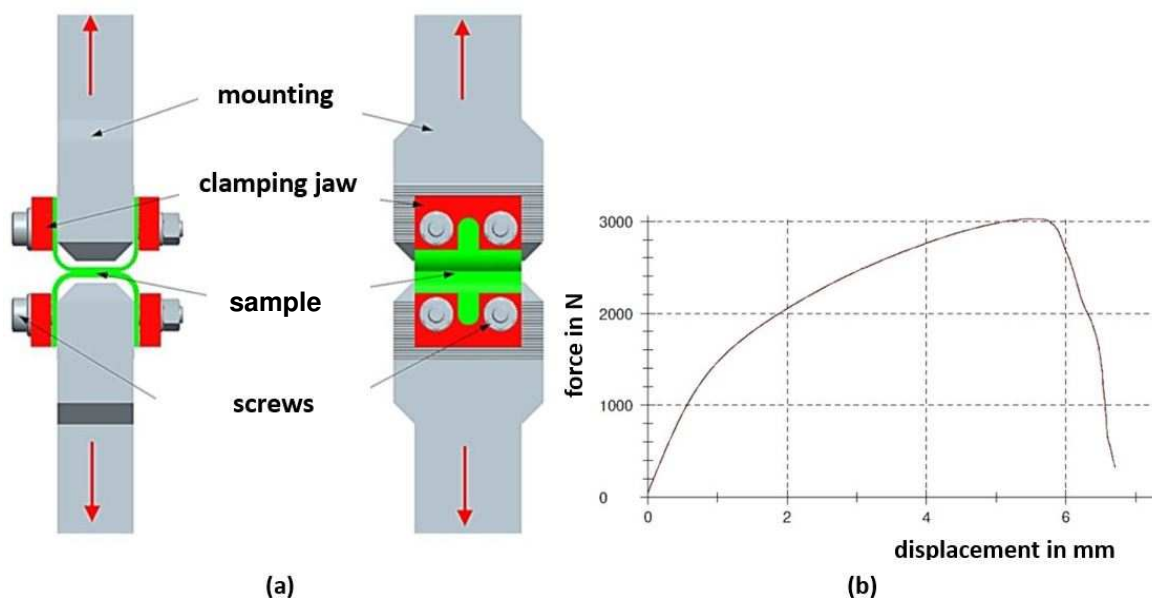 mounting
clamping jaw
sample
screws
(a)
force in N
3000
2000
1000
0
0
2
4
6
displacement in mm
(b)